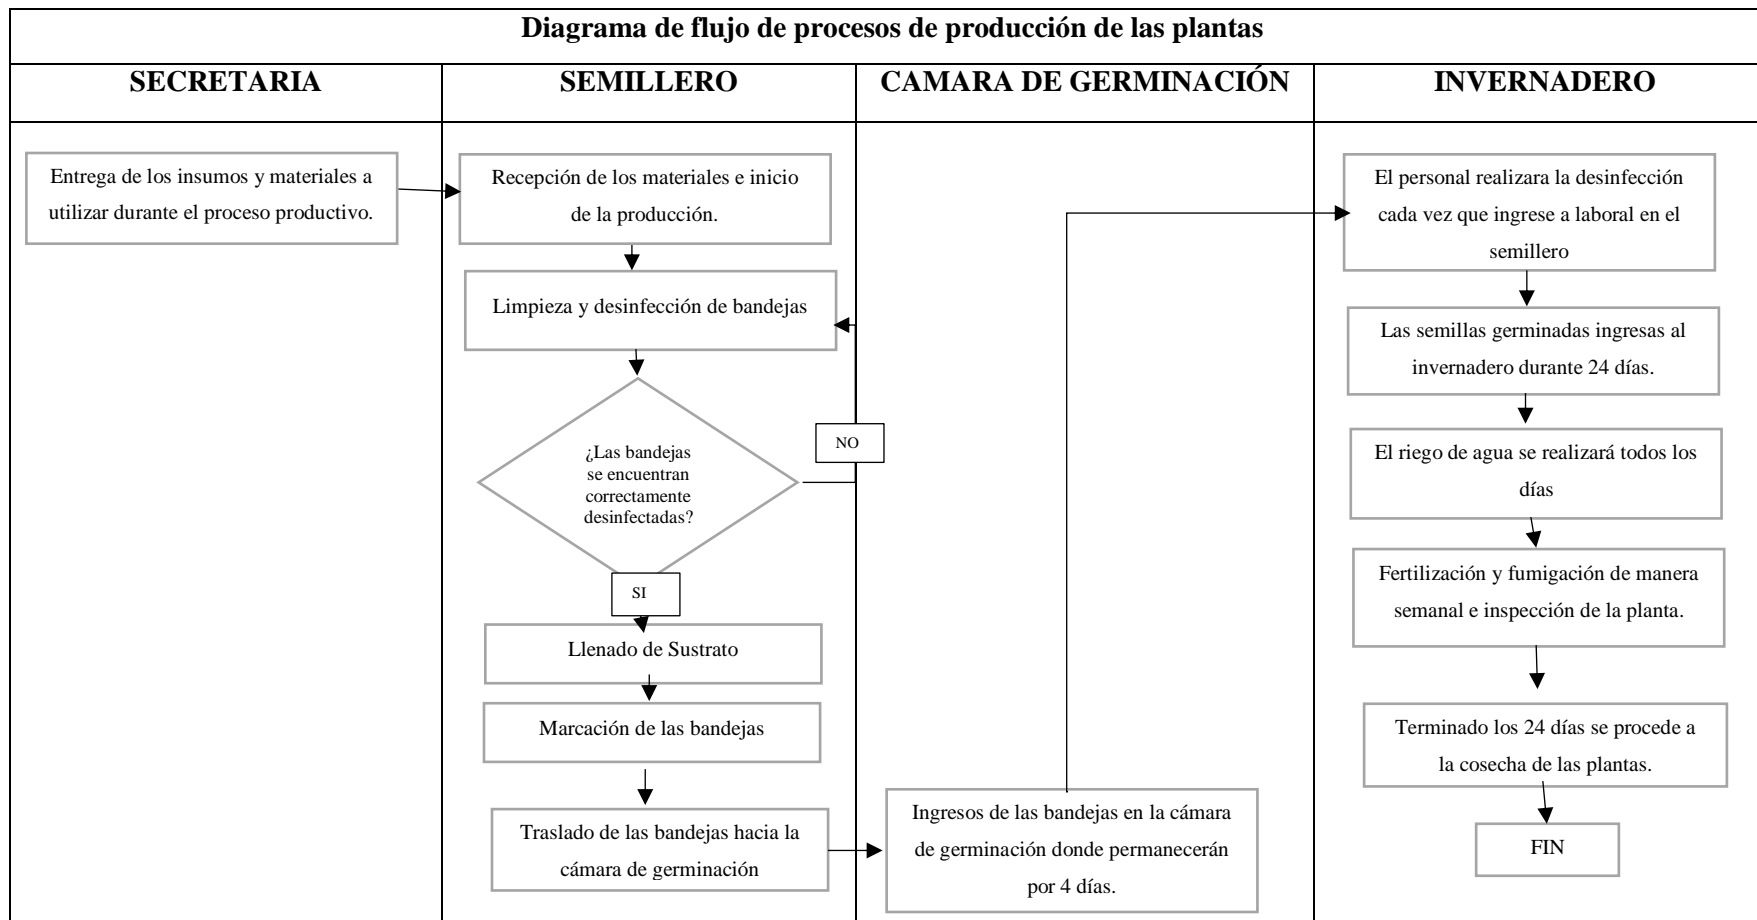 Diagrama de flujo de procesos de producción de las plantas
SECRETARIA
SEMILLERO
CAMARA DE GERMINACIÓN
INVERNADERO
Entrega de los insumos y materiales a
utilizar durante el proceso productivo.
Recepción de los materiales e inicio
de la producción.
Limpieza y desinfección de bandejas
¿Las bandejas
se encuentran
correctamente
desinfectadas?
NO
SI
Llenado de Sustrato
Marcación de las bandejas
Traslado de las bandejas hacia la
cámara de germinación
Ingresos de las bandejas en la cámara
de germinación donde permanecerán
por 4 días.
El personal realizara la desinfección
cada vez que ingrese a laboral en el
semillero
Las semillas germinadas ingresas al
invernadero durante 24 días.
El riego de agua se realizará todos los
días
Fertilización y fumigación de manera
semanal e inspección de la planta.
Terminado los 24 días se procede a
la cosecha de las plantas.
FIN